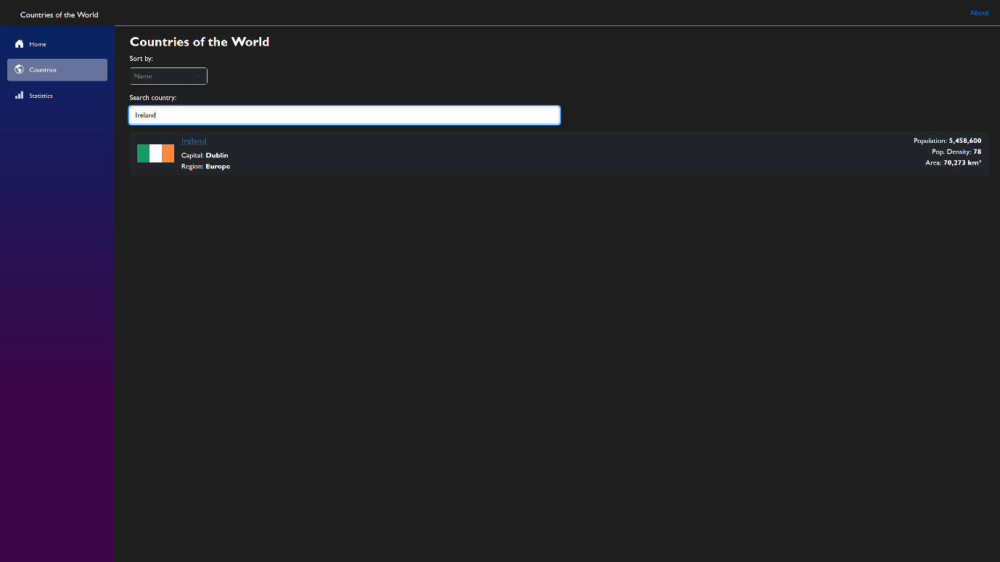 Countries of the World
About
Home
Countries
Statistics
Countries of the World
Sort by:
Name
Search country:
Ireland
Ireland
Capital: Dublin
Region: Europe
Population: 5,458,600
Pop. Density: 78
Area: 70,273 km²